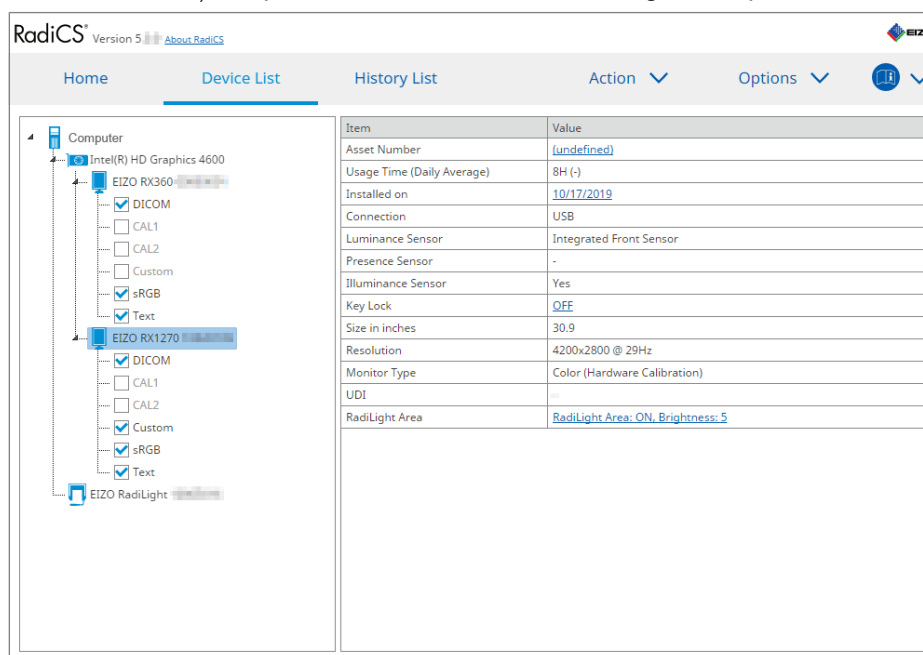 RadiCS® Version 5. About RadiCS
EIZ
Home Device List History List Action Options
Computer
Intel(R) HD Graphics 4600
EIZO RX360
DICOM
CAL1
CAL2
Custom
sRGB
Text
EIZO RX1270
DICOM
CAL1
CAL2
Custom
sRGB
Text
EIZO RadiLight
Item Value
Asset Number (undefined)
Usage Time (Daily Average) 8H (-)
Installed on 10/17/2019
Connection USB
Luminance Sensor Integrated Front Sensor
Presence Sensor -
Illuminance Sensor Yes
Key Lock OFF
Size in inches 30.9
Resolution 4200x2800 @ 29Hz
Monitor Type Color (Hardware Calibration)
UDI
RadiLight Area RadiLight Area: ON, Brightness: 5